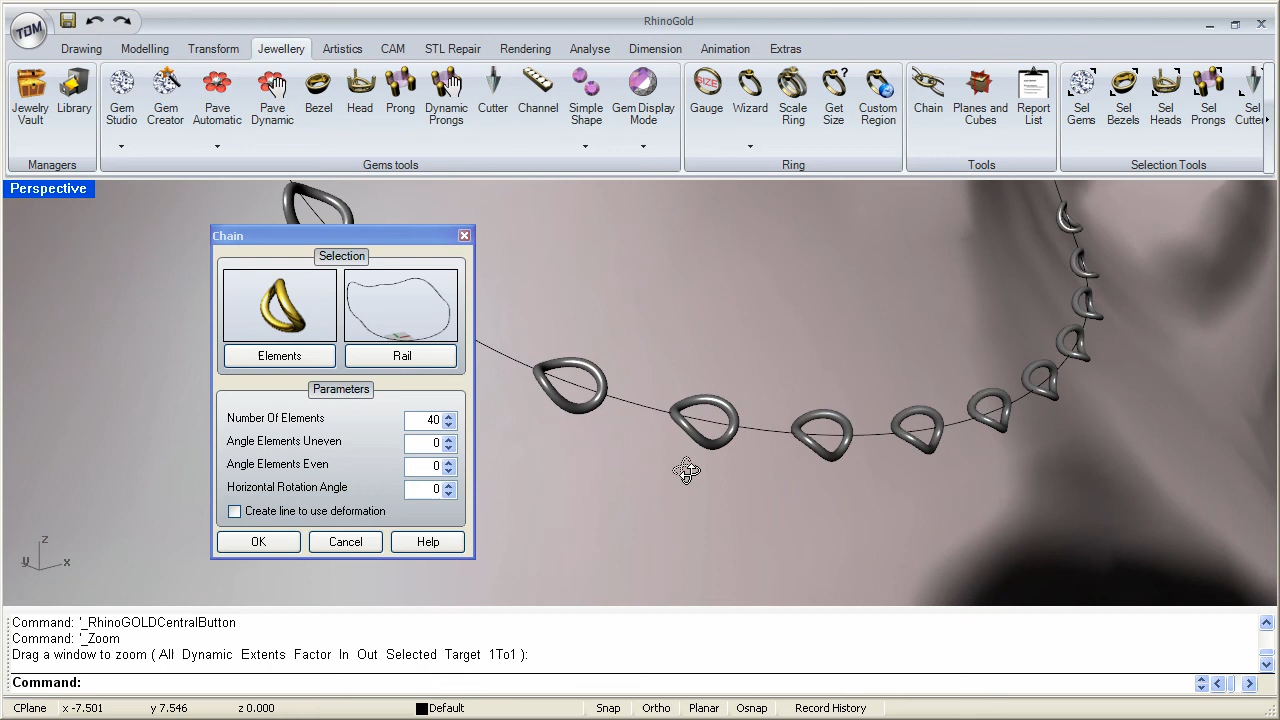 RhinoGold
TDM
Drawing Modelling Transform Jewellery Artistics CAM STL Repair Rendering Analyse Dimension Animation Extras
Jewelry Vault
Library
Gem Studio
Gem Creator
Pave Automatic
Pave Dynamic
Bezel
Head
Prong
Dynamic Prongs
Cutter
Channel
Simple Shape
Gem Display Mode
SIZE
Gauge
Wizard
Scale Ring
Get Size
Custom Region
Chain
Planes and Cubes
Report List
Sel Gems
Sel Bezels
Sel Heads
Sel Prongs
Sel Cutter
Managers Gems tools Ring Tools Selection Tools
Perspective
Chain
Selection
Elements Rail
Parameters
Number Of Elements 40
Angle Elements Uneven 0
Angle Elements Even 0
Horizontal Rotation Angle 0
Create line to use deformation
OK Cancel Help
z
y x
Command: '_RhinoGOLDCentralButton
Command: '_Zoom
Drag a window to zoom ( All Dynamic Extents Factor In Out Selected Target 1To1 ):
Command:
CPlane x -7.501 y 7.546 z 0.000 Default Snap Ortho Planar Osnap Record History